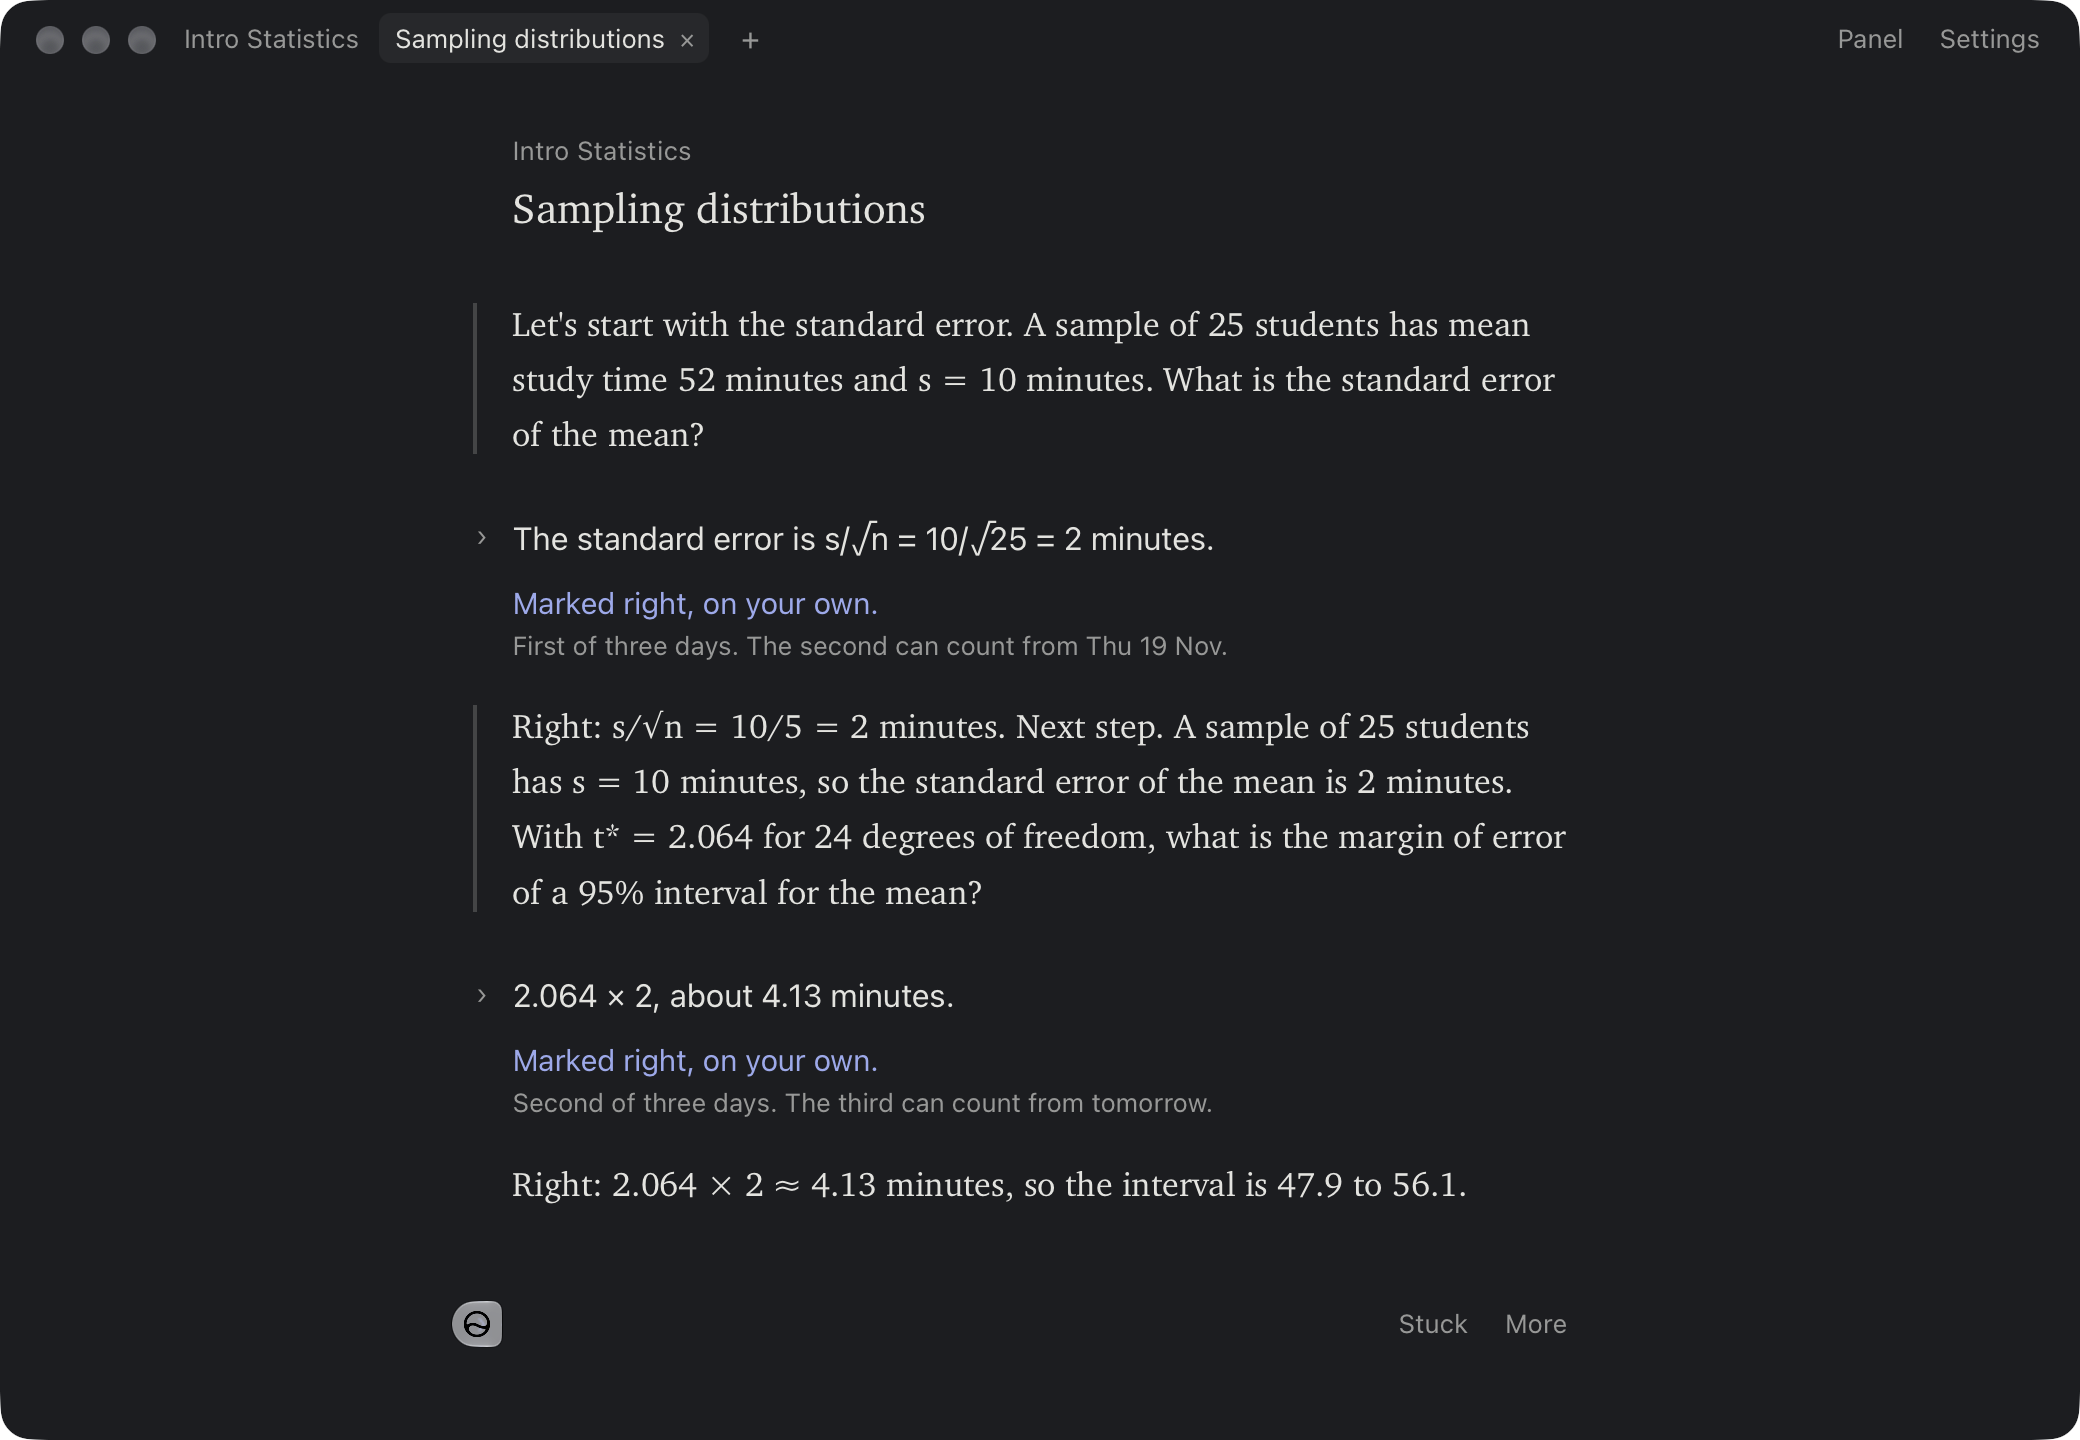 Intro Statistics
Sampling distributions ×
+
Panel
Settings
Intro Statistics
Sampling distributions
Let's start with the standard error. A sample of 25 students has mean
study time 52 minutes and s = 10 minutes. What is the standard error
of the mean?
› The standard error is s/√n = 10/√25 = 2 minutes.
Marked right, on your own.
First of three days. The second can count from Thu 19 Nov.
Right: s/√n = 10/5 = 2 minutes. Next step. A sample of 25 students
has s = 10 minutes, so the standard error of the mean is 2 minutes.
With t* = 2.064 for 24 degrees of freedom, what is the margin of error
of a 95% interval for the mean?
› 2.064 × 2, about 4.13 minutes.
Marked right, on your own.
Second of three days. The third can count from tomorrow.
Right: 2.064 × 2 ≈ 4.13 minutes, so the interval is 47.9 to 56.1.
Stuck
More